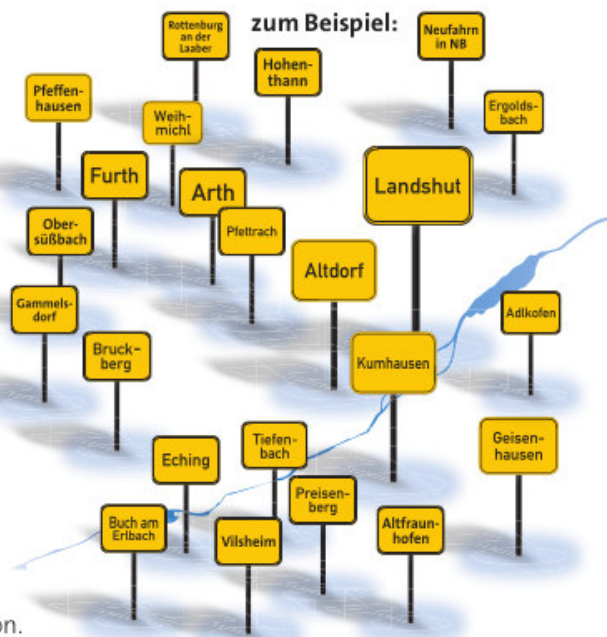 zum Beispiel:
Rottenburg
an der
Laaber
Neufahrn
in NB
Hohen-
thann
Pfeffen-
hausen
Ergolds-
bach
Weih-
michl
Furth
Arth
Landshut
Pfettrach
Ober-
süßbach
Altdorf
Gammels-
dorf
Adlkofen
Bruck-
berg
Kumhausen
Tiefen-
bach
Geisen-
hausen
Eching
Preisen-
berg
Buch am
Erlbach
Vilsheim
Altfraun-
hofen
on.